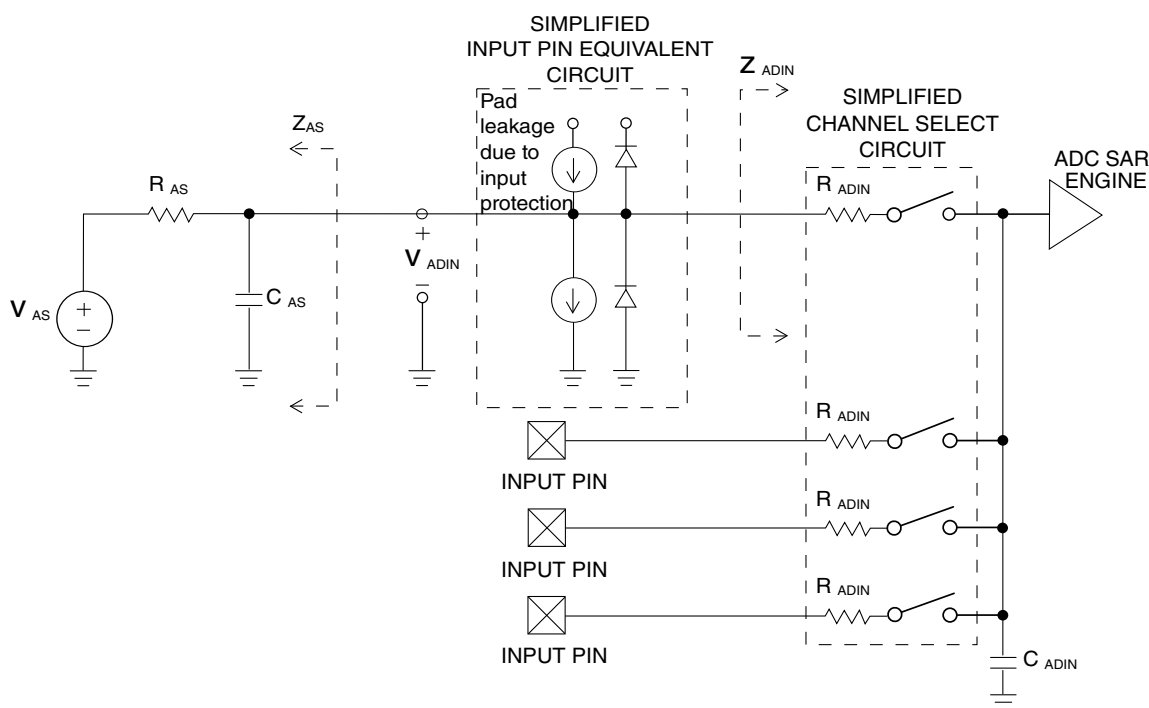 SIMPLIFIED
INPUT PIN EQUIVALENT
CIRCUIT
Pad
leakage
due to
input
protection
Z ADIN
SIMPLIFIED
CHANNEL SELECT
CIRCUIT
ADC SAR
ENGINE
ZAS
R AS
R ADIN
+
V ADIN
−
C AS
V AS
+
−
R ADIN
INPUT PIN
R ADIN
INPUT PIN
R ADIN
INPUT PIN
C ADIN